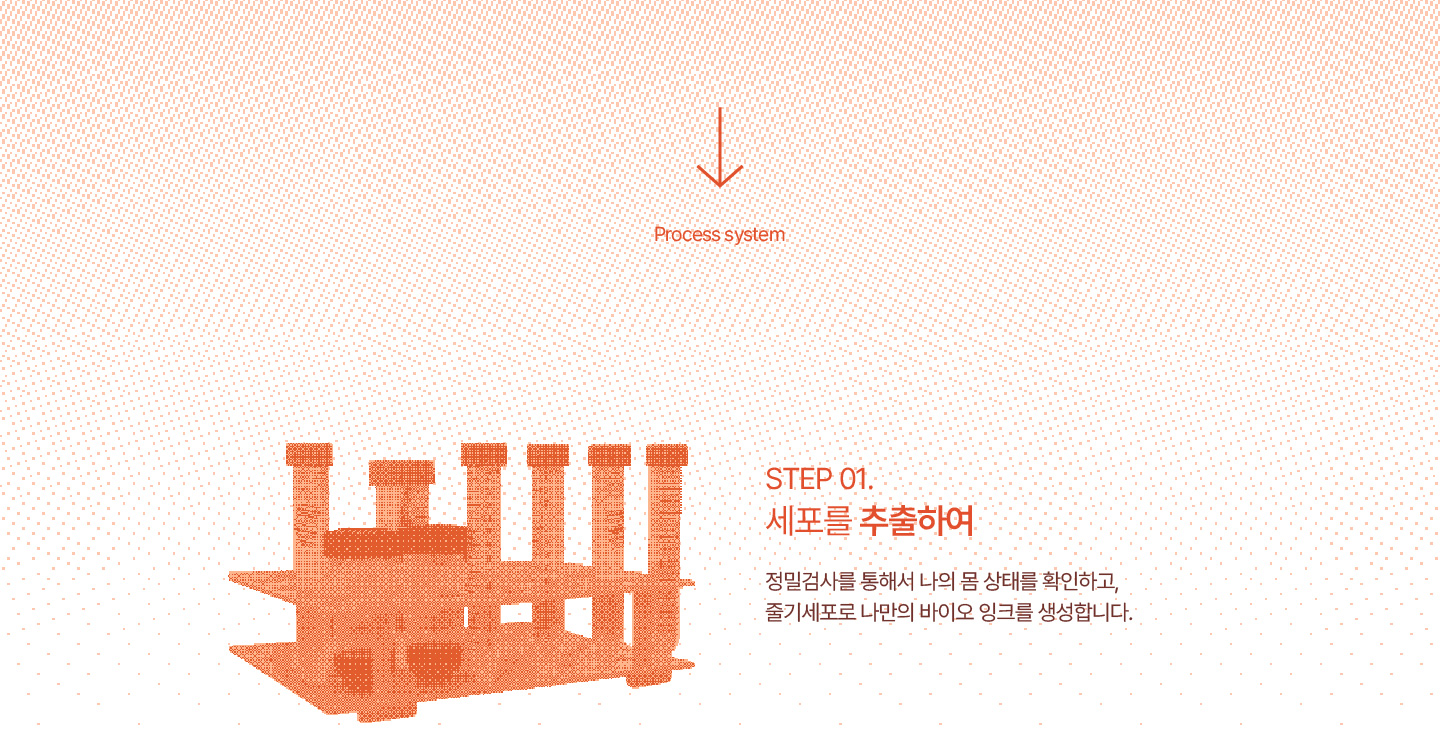 Process system
STEP 01.
세포를 추출하여
정밀검사를 통해서 나의 몸 상태를 확인하고,
줄기세포로 나만의 바이오 잉크를 생성합니다.